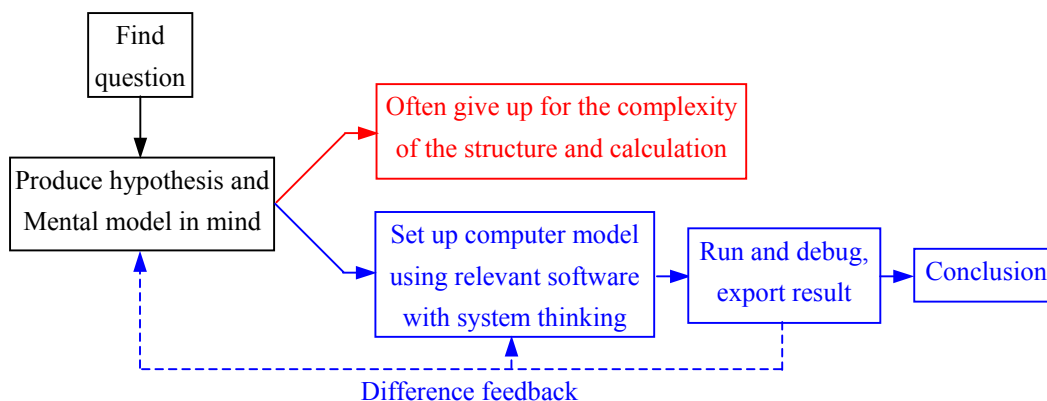 Find
question
Often give up for the complexity
of the structure and calculation
Produce hypothesis and
Mental model in mind
Set up computer model
using relevant software
with system thinking
Run and debug,
export result
Conclusion
Difference feedback